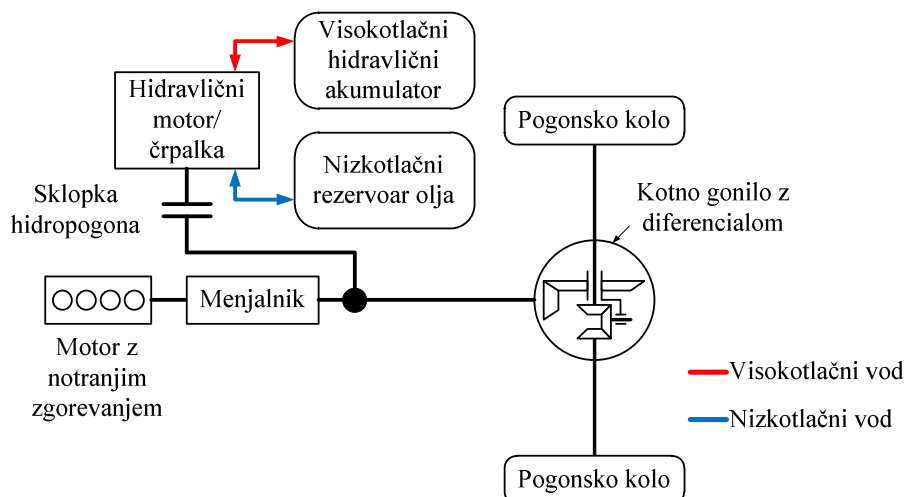 Visokotlačni
hidravlični
akumulator
Hidravlični
motor/
črpalka
Nizkotlačni
rezervoar olja
Sklopka
hidropogona
Pogonsko kolo
Kotno gonilo z
diferencialom
Menjalnik
Motor z
notranjim
zgorevanjem
Visokotlačni vod
Nizkotlačni vod
Pogonsko kolo